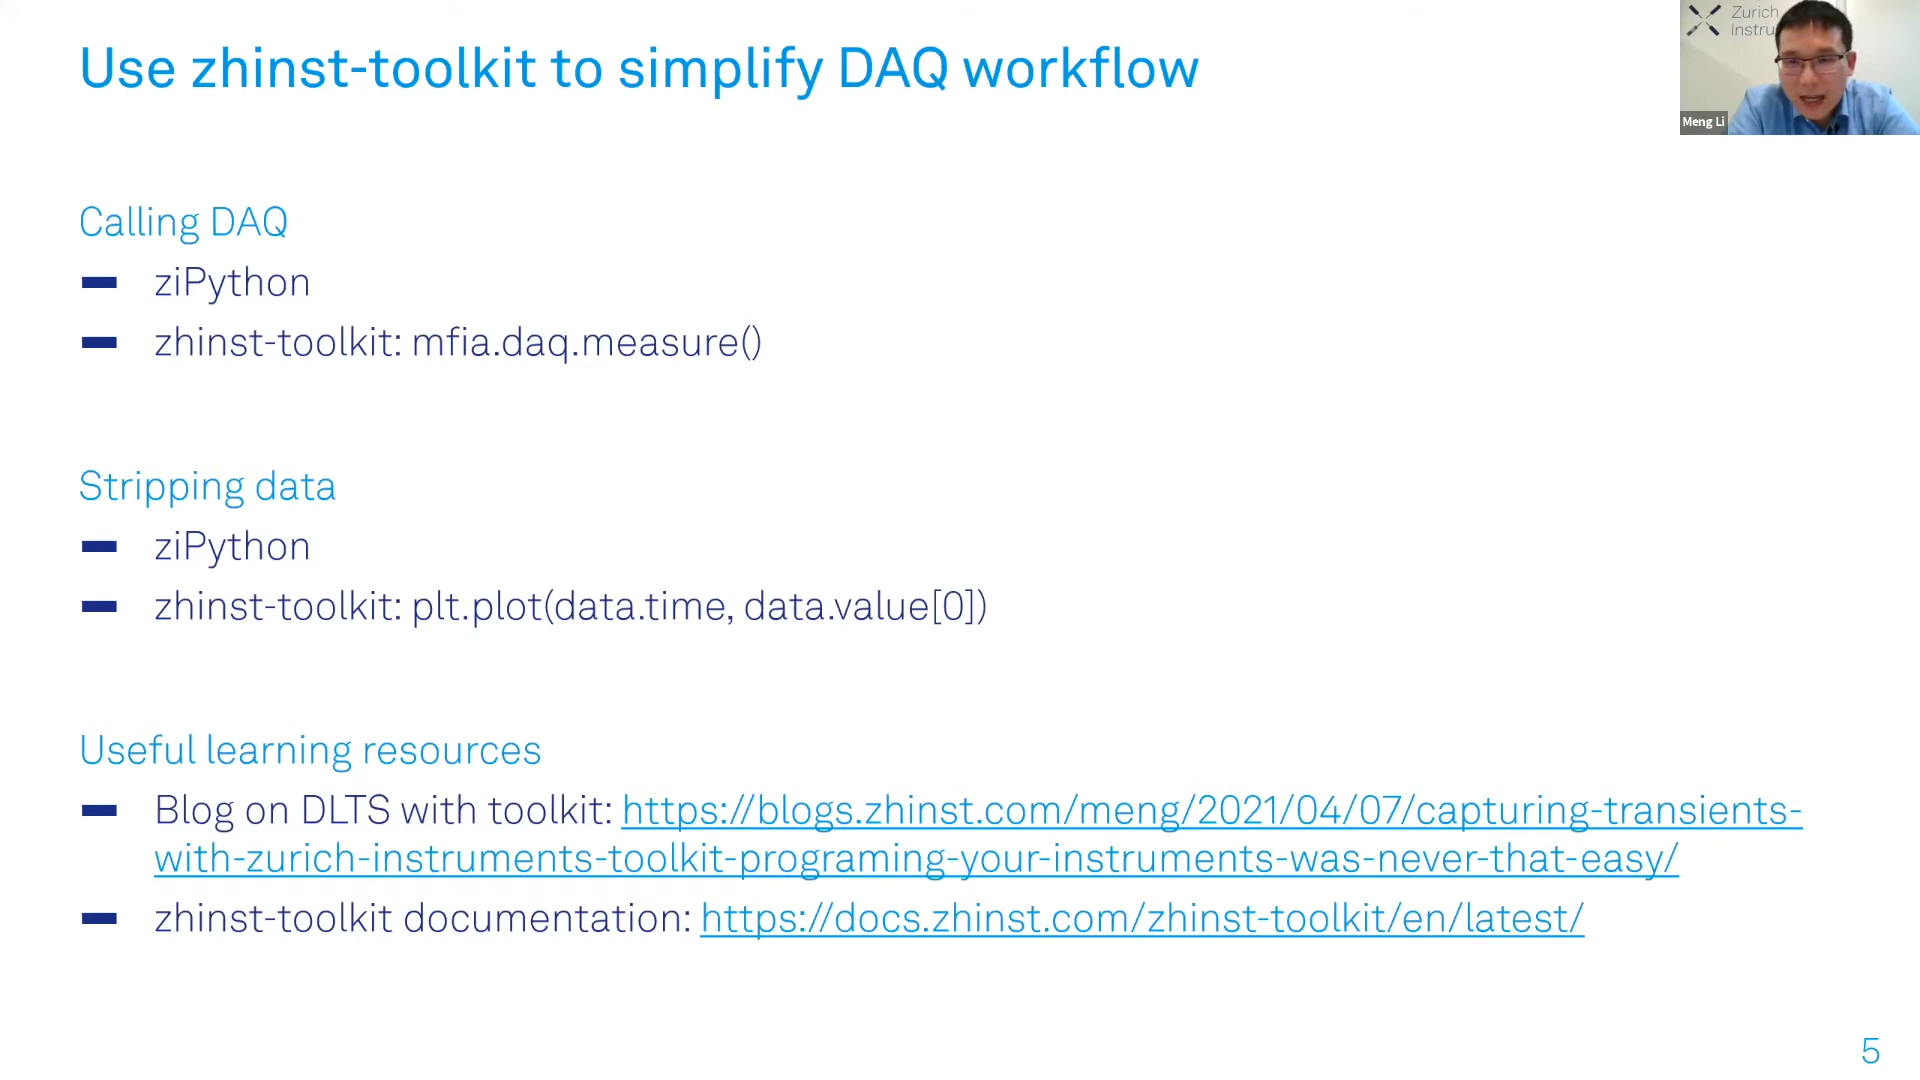 Use zhinst-toolkit to simplify DAQ workflow
Zurich
Instru
Meng Li
Calling DAQ
ziPython
zhinst-toolkit: mfia.daq.measure()
Stripping data
ziPython
zhinst-toolkit: plt.plot(data.time, data.value[0])
Useful learning resources
Blog on DLTS with toolkit: https://blogs.zhinst.com/meng/2021/04/07/capturing-transients-
with-zurich-instruments-toolkit-programing-your-instruments-was-never-that-easy/
zhinst-toolkit documentation: https://docs.zhinst.com/zhinst-toolkit/en/latest/
5